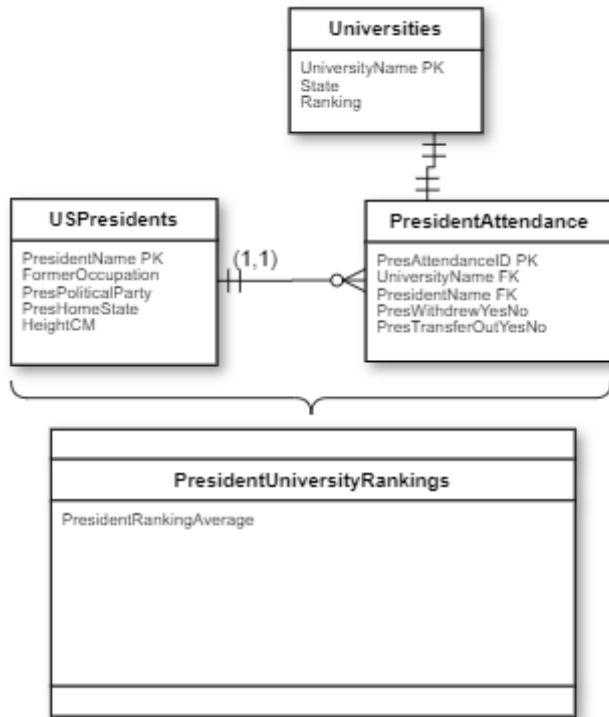 Universities
UniversityName PK
State
Ranking
USPresidents
PresidentName PK
FormerOccupation
PresPoliticalParty
PresHomeState
HeightCM
(1,1)
PresidentAttendance
PresAttendanceID PK
UniversityName FK
PresidentName FK
PresWithdrewYesNo
PresTransferOutYesNo
PresidentUniversityRankings
PresidentRankingAverage